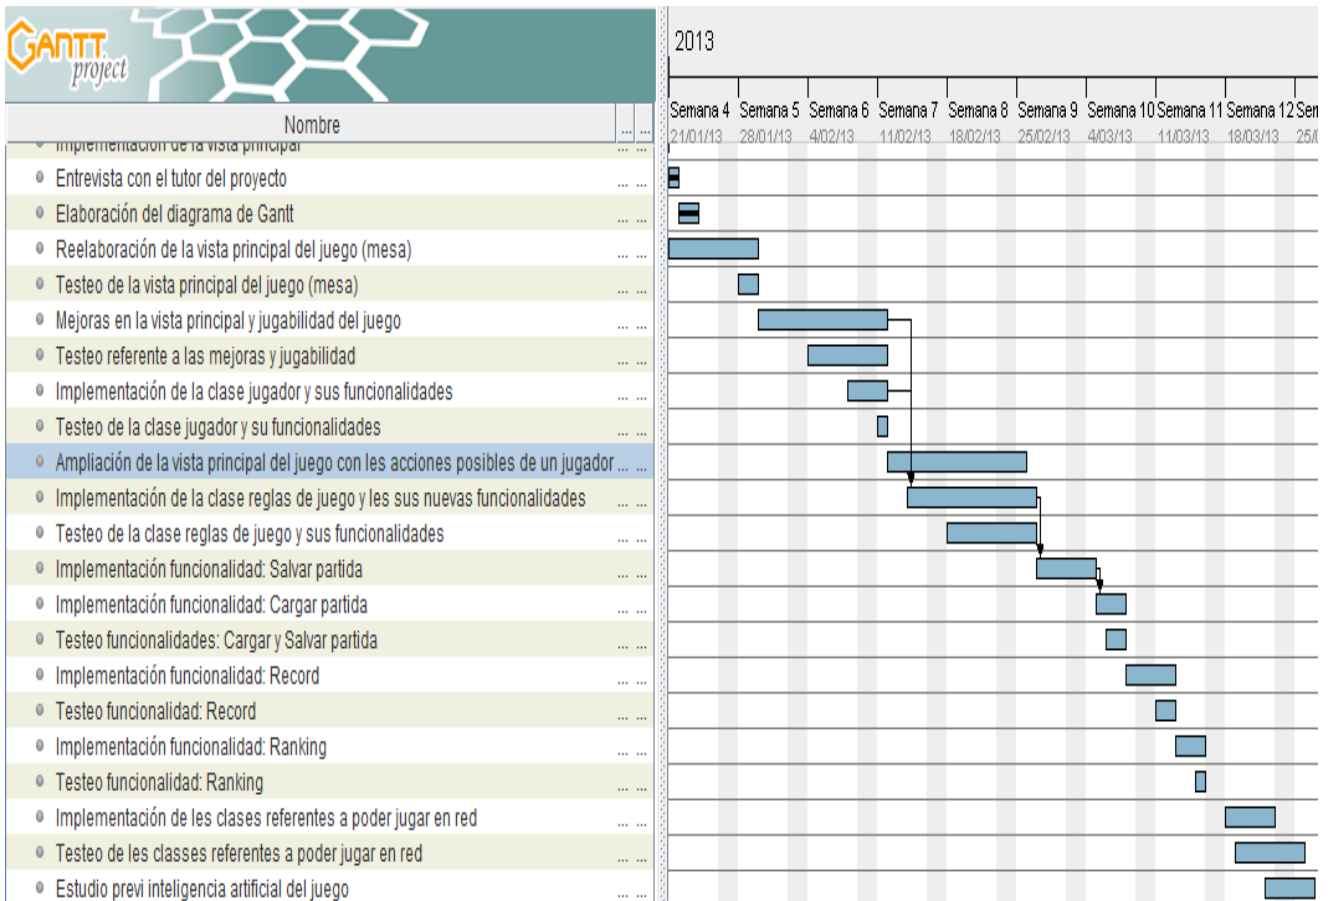 GANTT
project
2013
Semana 4 Semana 5 Semana 6 Semana 7 Semana 8 Semana 9 Semana 10 Semana 11 Semana 12 Sem
21/01/13 28/01/13 4/02/13 11/02/13 18/02/13 25/02/13 4/03/13 11/03/13 18/03/13 25/0
Nombre ... ...
Implementación de la vista principal ... ...
Entrevista con el tutor del proyecto ... ...
Elaboración del diagrama de Gantt ... ...
Reelaboración de la vista principal del juego (mesa) ... ...
Testeo de la vista principal del juego (mesa) ... ...
Mejoras en la vista principal y jugabilidad del juego ... ...
Testeo referente a las mejoras y jugabilidad ... ...
Implementación de la clase jugador y sus funcionalidades ... ...
Testeo de la clase jugador y su funcionalidades ... ...
Ampliación de la vista principal del juego con les acciones posibles de un jugador ... ...
Implementación de la clase reglas de juego y les sus nuevas funcionalidades ... ...
Testeo de la clase reglas de juego y sus funcionalidades ... ...
Implementación funcionalidad: Salvar partida ... ...
Implementación funcionalidad: Cargar partida ... ...
Testeo funcionalidades: Cargar y Salvar partida ... ...
Implementación funcionalidad: Record ... ...
Testeo funcionalidad: Record ... ...
Implementación funcionalidad: Ranking ... ...
Testeo funcionalidad: Ranking ... ...
Implementación de les clases referentes a poder jugar en red ... ...
Testeo de les classes referentes a poder jugar en red ... ...
Estudio previ inteligencia artificial del juego ... ...